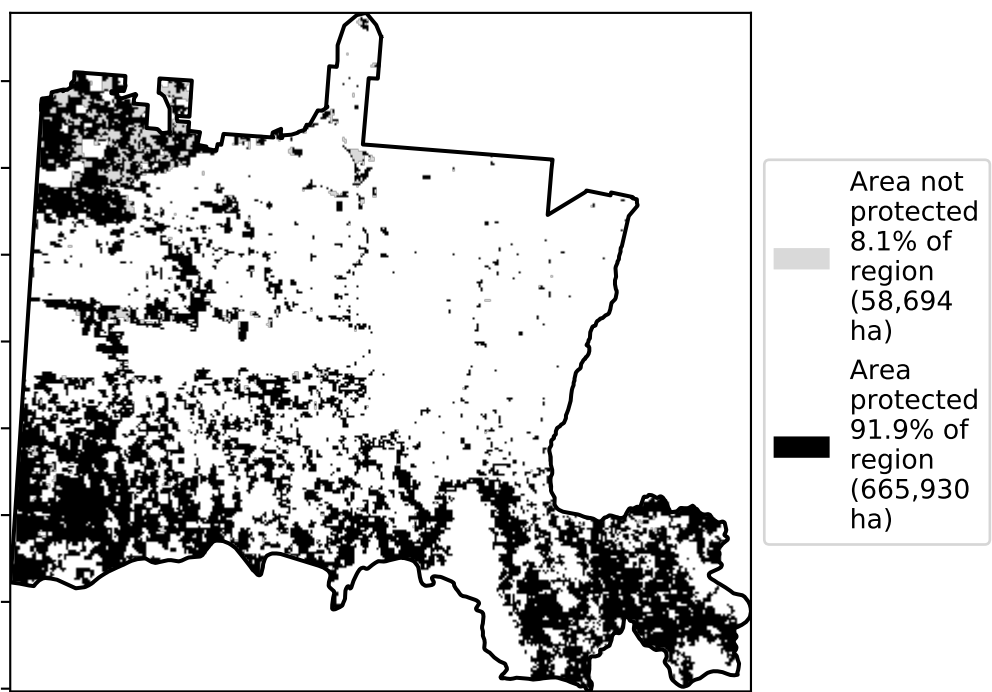 Area not
protected
8.1% of
region
(58,694
ha)
Area
protected
91.9% of
region
(665,930
ha)